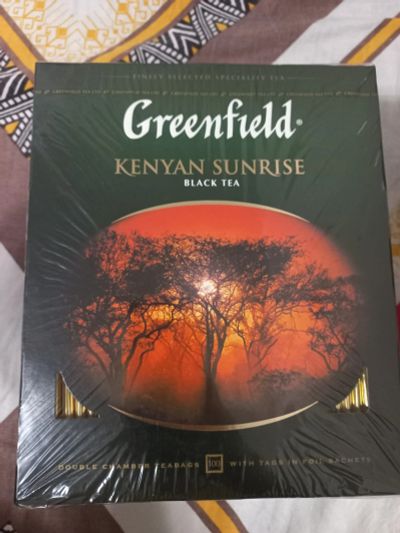 FINELY SELECTED SPECIALITY TEA
Greenfield®
KENYAN SUNRISE
BLACK TEA
DOUBLE CHAMBER TEABAGS 100 WITH TAGS IN FOIL SACHETS